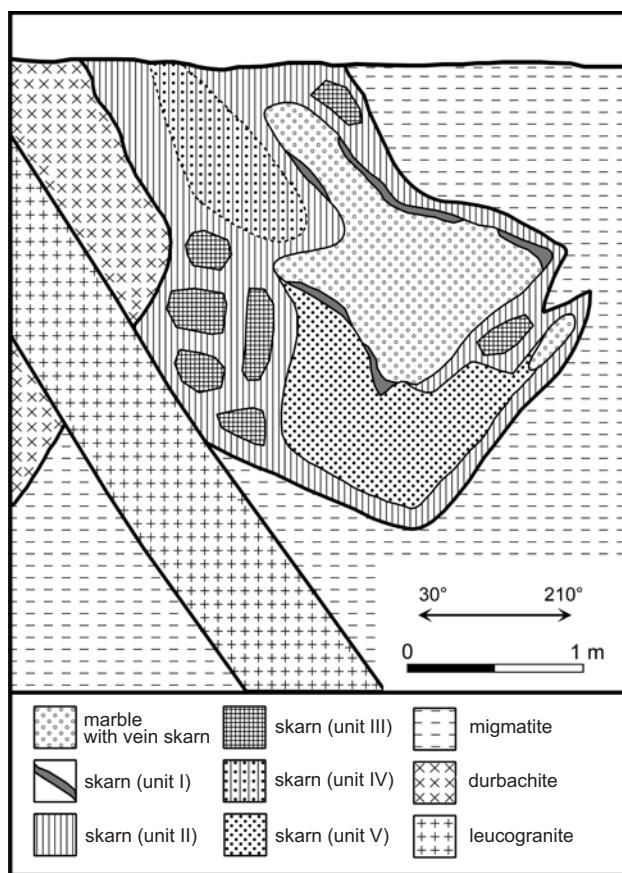 30° 210°
0 1 m
marble
with vein skarn
skarn (unit I)
skarn (unit II)
skarn (unit III)
skarn (unit IV)
skarn (unit V)
migmatite
durbachite
leucogranite